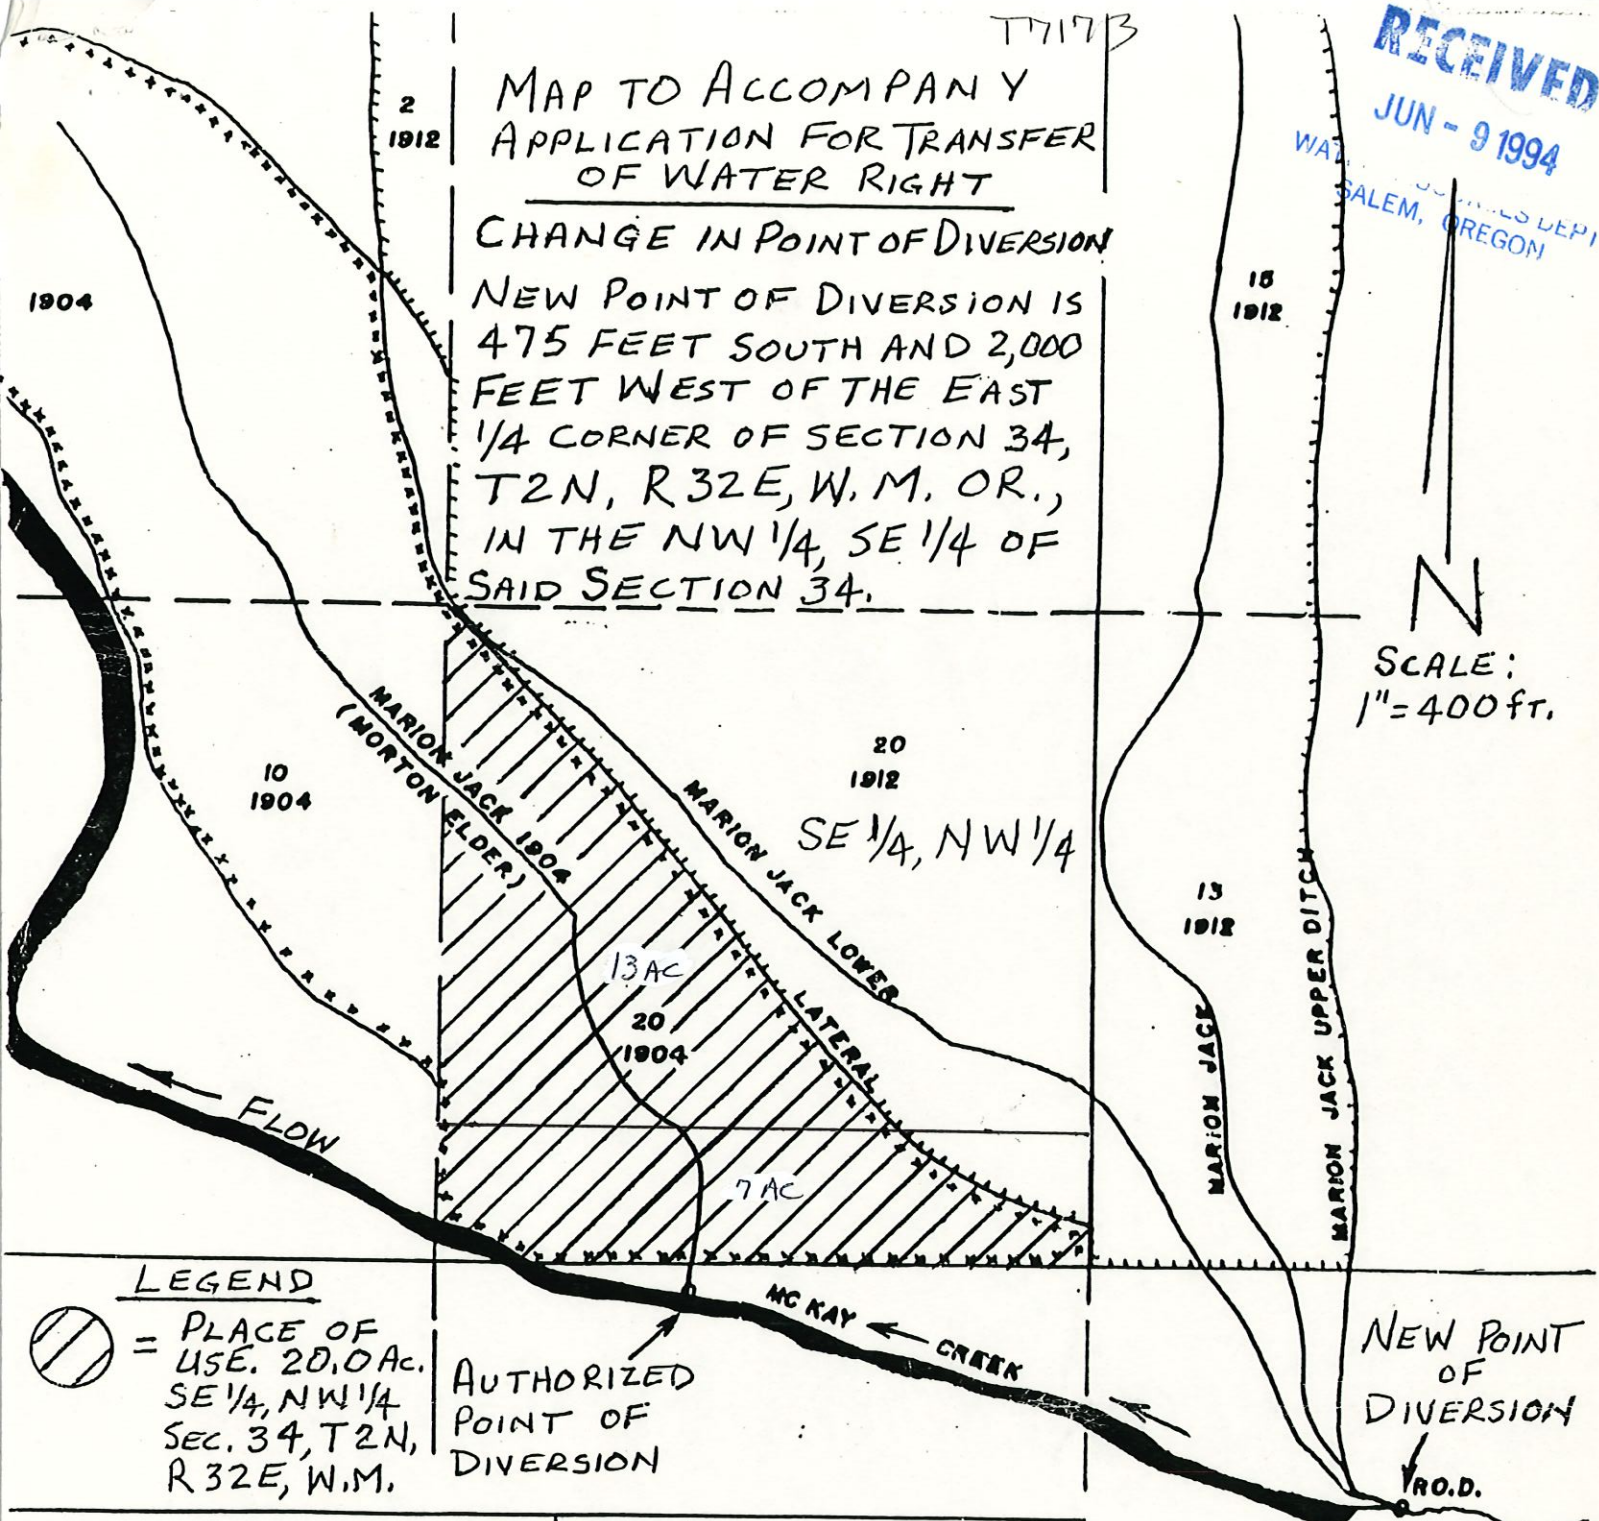 T7173
RECEIVED
JUN - 9 1994
SALEM, OREGON
MAP TO ACCOMPANY
APPLICATION FOR TRANSFER
OF WATER RIGHT
CHANGE IN POINT OF DIVERSION
NEW POINT OF DIVERSION IS
475 FEET SOUTH AND 2,000
FEET WEST OF THE EAST
1/4 CORNER OF SECTION 34,
T2N, R32E, W.M. OR.,
IN THE NW 1/4, SE 1/4 OF
SAID SECTION 34.
2
1912
1904
15
1912
N
SCALE:
1"=400 fT.
MARION JACK 1904
(MORTON ELDER)
10
1904
20
1912
SE 1/4, NW 1/4
MARION JACK LOWER
13
1912
13 AC
20
1904
LATERAL
MARION JACK
MARION JACK UPPER DITCH
FLOW
7 AC
LEGEND
= PLACE OF
USE. 20.0 Ac.
SE 1/4, NW 1/4
SEC. 34, T2N,
R32E, W.M.
AUTHORIZED
POINT OF
DIVERSION
MC KAY
CREEK
NEW POINT
OF
DIVERSION
P.O.D.